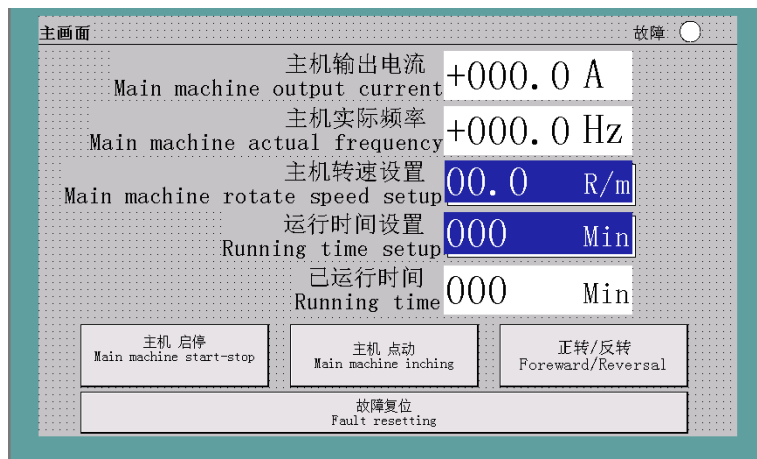 主画面 故障
主机输出电流
Main machine output current +000.0 A
主机实际频率
Main machine actual frequency +000.0 Hz
主机转速设置
Main machine rotate speed setup 00.0 R/m
运行时间设置
Running time setup 000 Min
已运行时间
Running time 000 Min
主机 启停
Main machine start-stop
主机 点动
Main machine inching
正转/反转
Foreward/Reversal
故障复位
Fault resetting